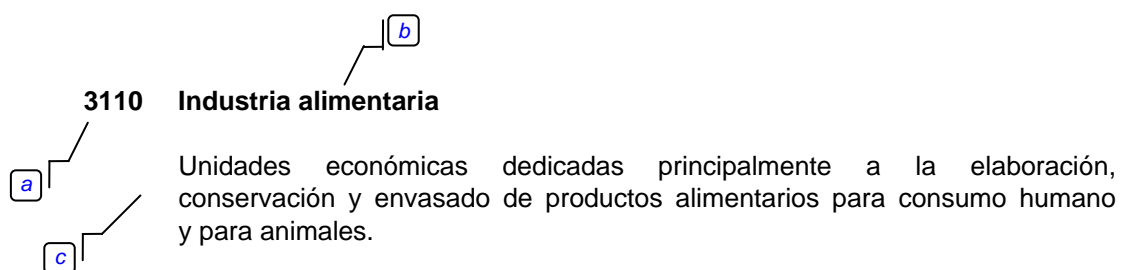 b
3110 Industria alimentaria
a
Unidades económicas dedicadas principalmente a la elaboración,
conservación y envasado de productos alimentarios para consumo humano
y para animales.
c